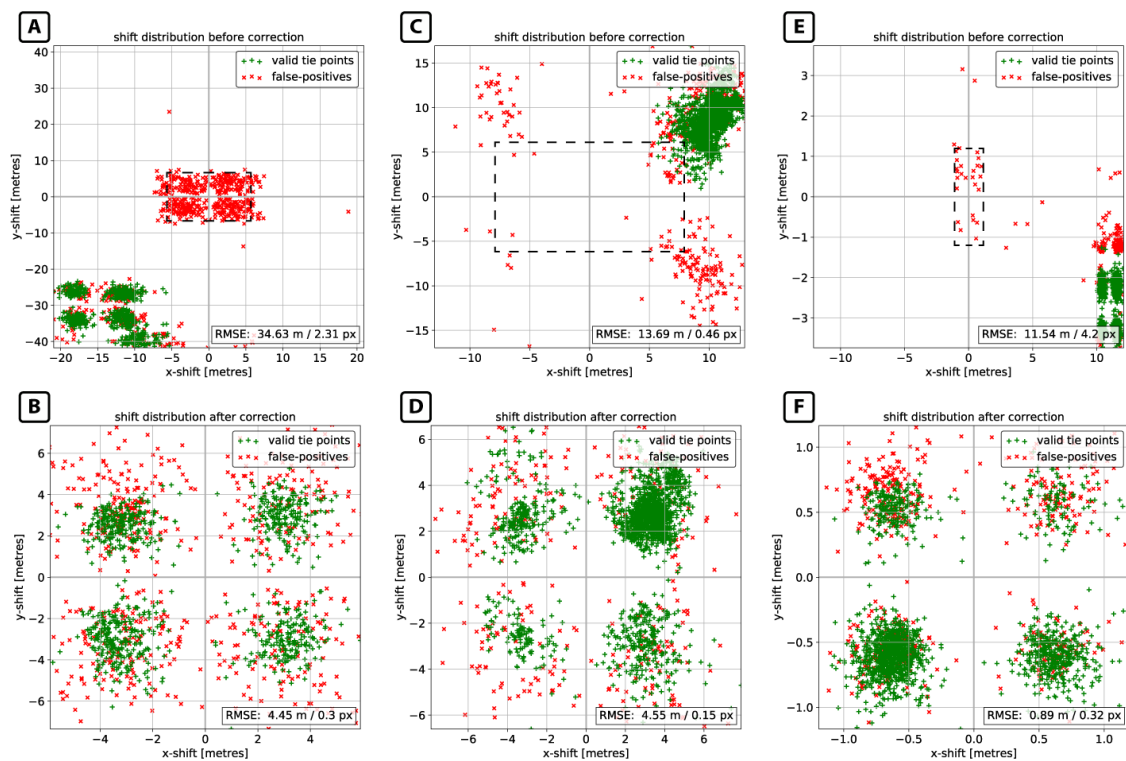 A
shift distribution before correction
valid tie points
false-positives
40
30
20
10
0
−10
−20
−30
−40
y-shift [metres]
RMSE: 34.63 m / 2.31 px
−20 −15 −10 −5 0 5 10 15 20
x-shift [metres]
C
shift distribution before correction
valid tie points
false-positives
15
10
5
0
−5
−10
−15
y-shift [metres]
RMSE: 13.69 m / 0.46 px
−10 −5 0 5 10
x-shift [metres]
E
shift distribution before correction
valid tie points
false-positives
3
2
1
0
−1
−2
−3
y-shift [metres]
RMSE: 11.54 m / 4.2 px
−10 −5 0 5 10
x-shift [metres]
B
shift distribution after correction
valid tie points
false-positives
6
4
2
0
−2
−4
−6
y-shift [metres]
RMSE: 4.45 m / 0.3 px
−4 −2 0 2 4
x-shift [metres]
D
shift distribution after correction
valid tie points
false-positives
6
4
2
0
−2
−4
−6
y-shift [metres]
RMSE: 4.55 m / 0.15 px
−8 −6 −4 −2 0 2 4 6
x-shift [metres]
F
shift distribution after correction
valid tie points
false-positives
1.0
0.5
0.0
−0.5
−1.0
y-shift [metres]
RMSE: 0.89 m / 0.32 px
−1.0 −0.5 0.0 0.5 1.0
x-shift [metres]